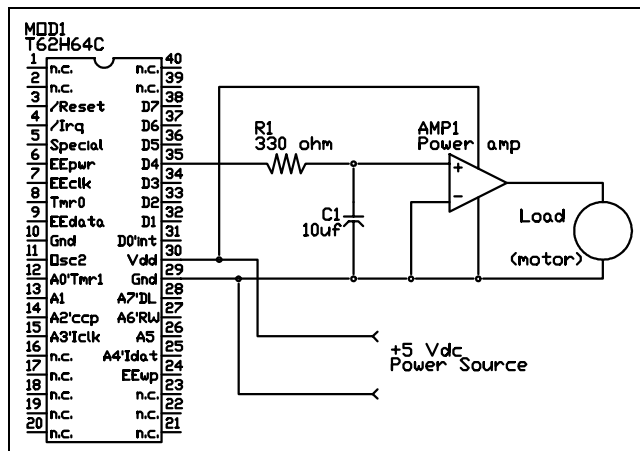 MOD1
T62H64C
1 n.c. n.c. 40
2 n.c. n.c. 39
3 /Reset D7 38
4 /Irq D6 37
5 Special D5 36
6 EEpwr D4 35
7 EEclk D3 34
8 Tmr0 D2 33
9 EEdata D1 32
10 Gnd D0'int 31
11 Osc2 Vdd 30
12 A0'Tmr1 Gnd 29
13 A1 A7'DL 28
14 A2'ccp A6'RW 27
15 A3'Iclk A5 26
16 n.c. A4'Idat 25
17 n.c. EEwp 24
18 n.c. n.c. 23
19 n.c. n.c. 22
20 n.c. n.c. 21
R1
330 ohm
C1
10uf
AMP1
Power amp
+
-
Load
(motor)
+5 Vdc
Power Source